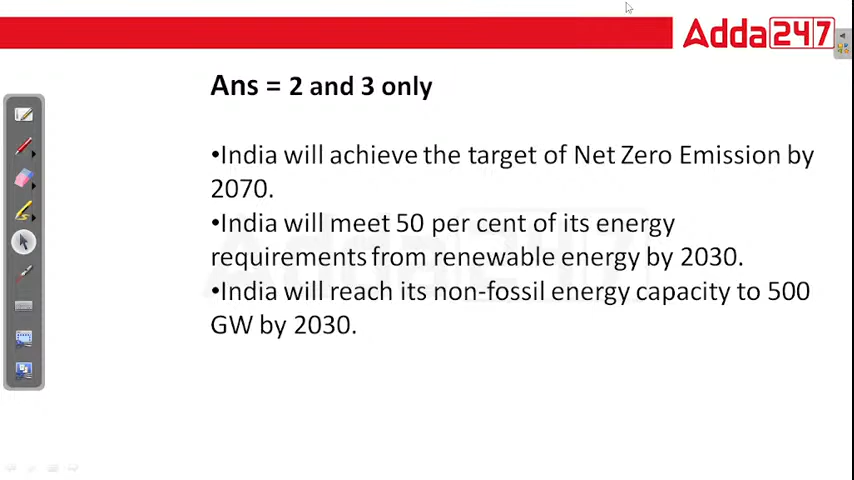 Adda247
Ans = 2 and 3 only
•India will achieve the target of Net Zero Emission by
2070.
•India will meet 50 per cent of its energy
requirements from renewable energy by 2030.
•India will reach its non-fossil energy capacity to 500
GW by 2030.
Adda247